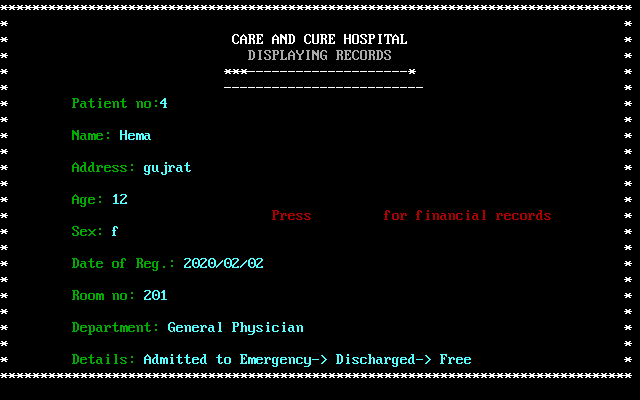 CARE AND CURE HOSPITAL
DISPLAYING RECORDS
***--------------------*
-------------------------
Patient no:4
Name: Hema
Address: gujrat
Age: 12
Press for financial records
Sex: f
Date of Reg.: 2020/02/02
Room no: 201
Department: General Physician
Details: Admitted to Emergency-> Discharged-> Free